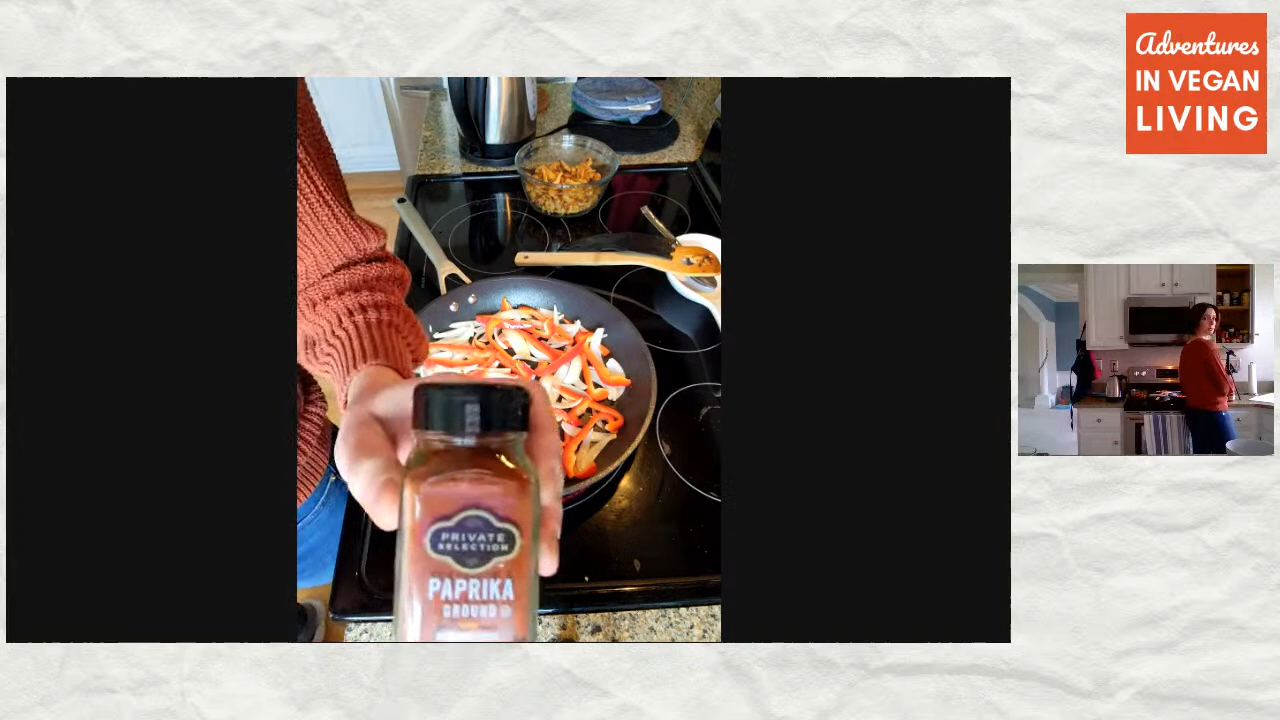 Adventures
IN VEGAN
LIVING
PRIVATE
SELECTION
PAPRIKA
GROUND